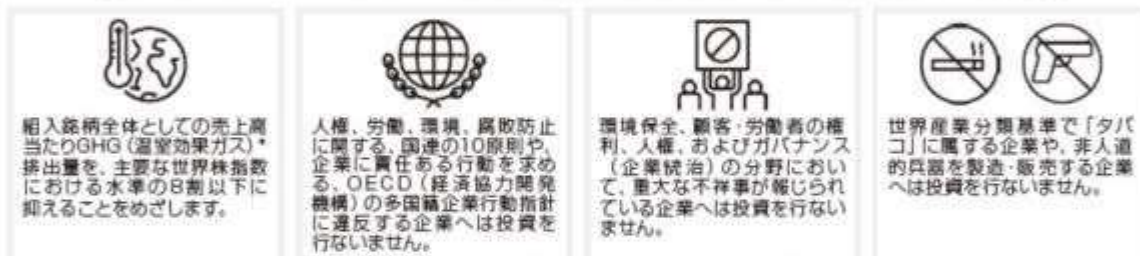 組入銘柄全体としての売上高
当たりGHG(温室効果ガス)*
排出量を、主要な世界株指数
における水準の8割以下に
抑えることをめざします。
人権、労働、環境、腐敗防止
に関する、国連の10原則や、
企業に責任ある行動を求め
る、OECD(経済協力開発
機構)の多国籍企業行動指針
に違反する企業へは投資を
行ないません。
環境保全、顧客・労働者の権
利、人権、およびガバナンス
(企業統治)の分野におい
て、重大な不祥事が報じられ
ている企業へは投資を行ない
ません。
世界産業分類基準で「タバ
コ」に属する企業や、非人道
的兵器を製造・販売する企業
へは投資を行ないません。